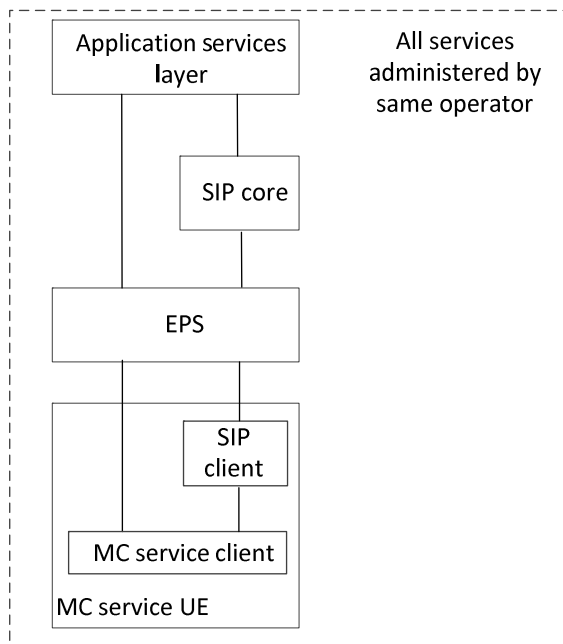 Application services
layer
All services
administered by
same operator
SIP core
EPS
SIP
client
MC service client
MC service UE